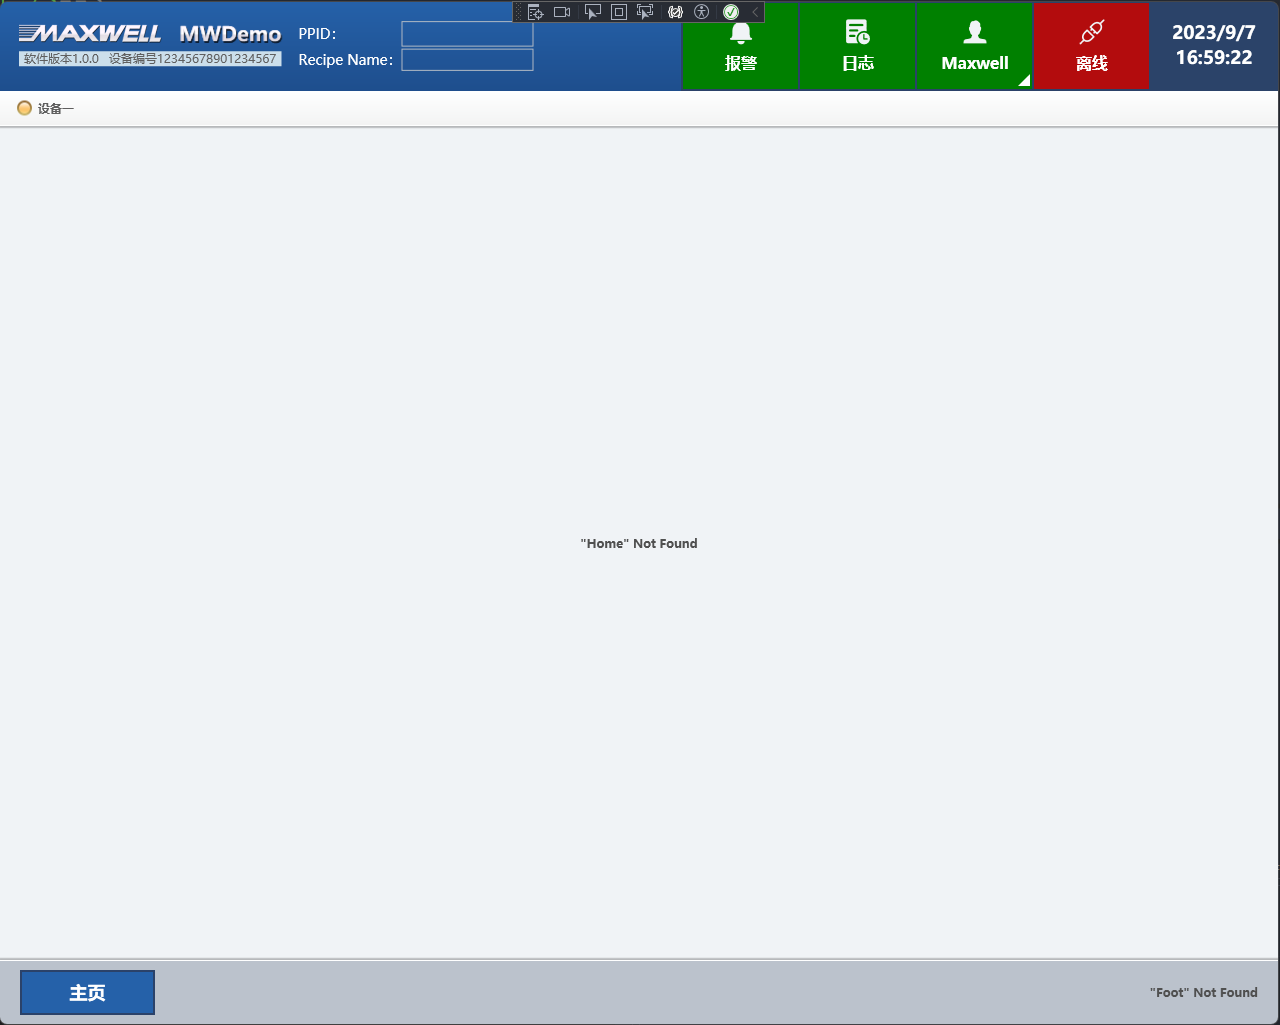 MAXWELL MWDemo
软件版本1.0.0 设备编号12345678901234567
PPID：
Recipe Name：
报警
日志
Maxwell
离线
2023/9/7
16:59:22
设备一
"Home" Not Found
主页
"Foot" Not Found